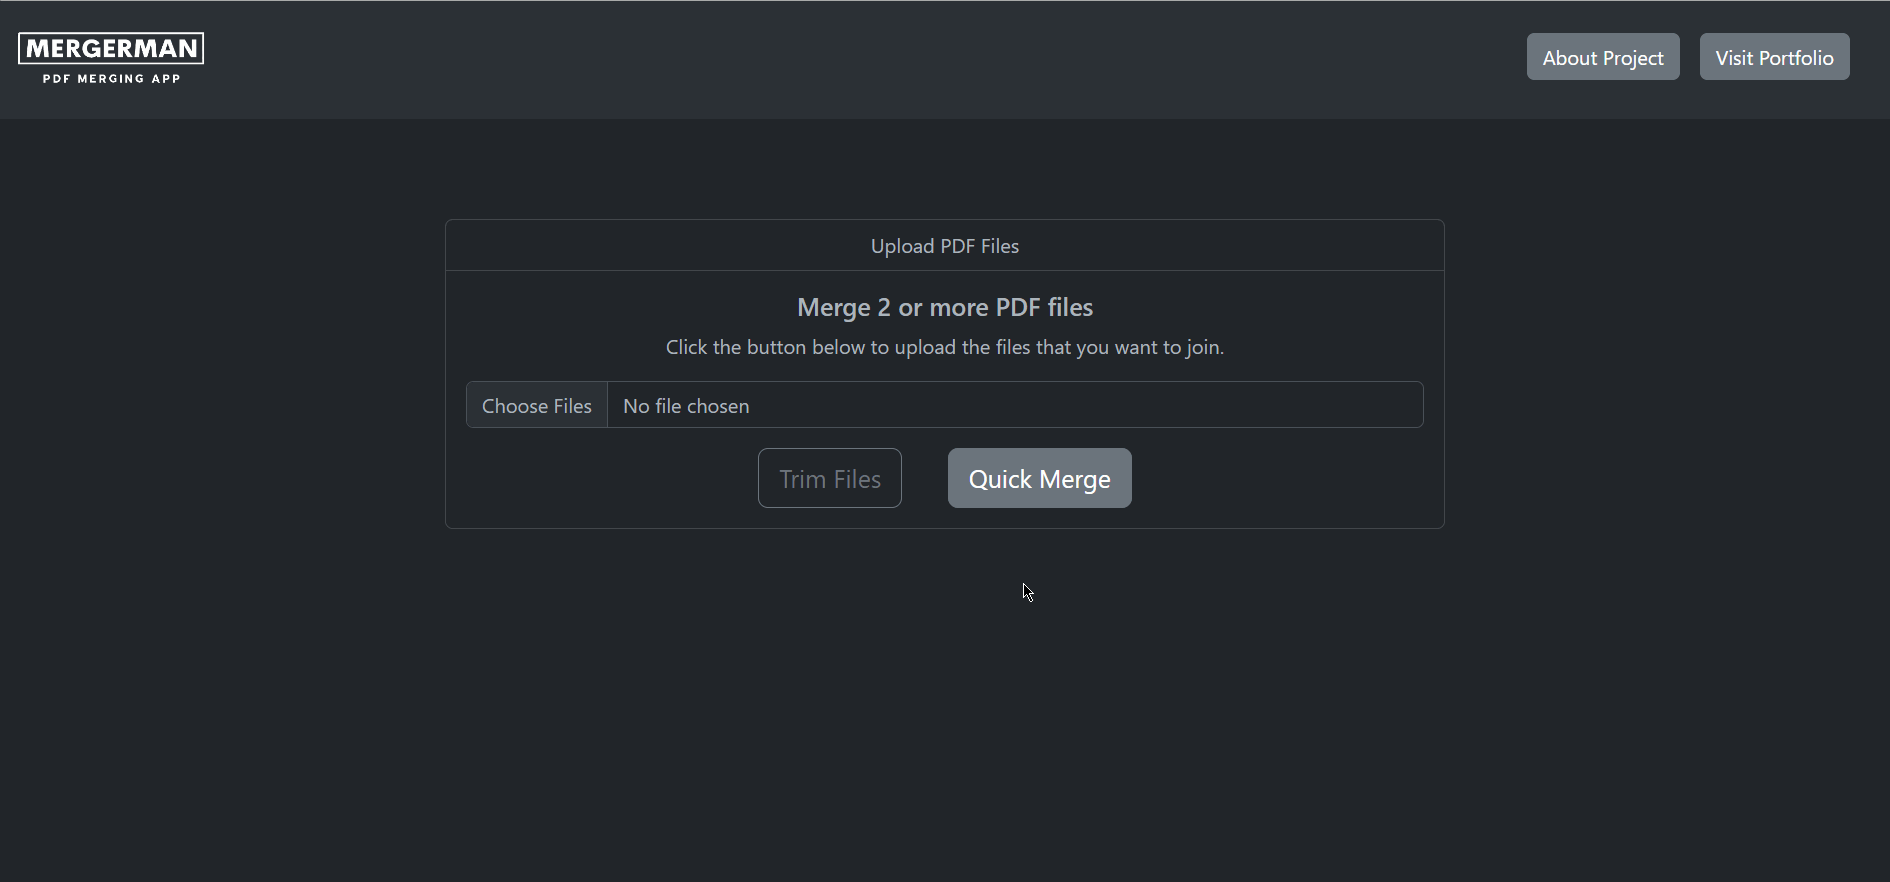 MERGERMAN
PDF MERGING APP
About Project
Visit Portfolio
Upload PDF Files
Merge 2 or more PDF files
Click the button below to upload the files that you want to join.
Choose Files
No file chosen
Trim Files
Quick Merge